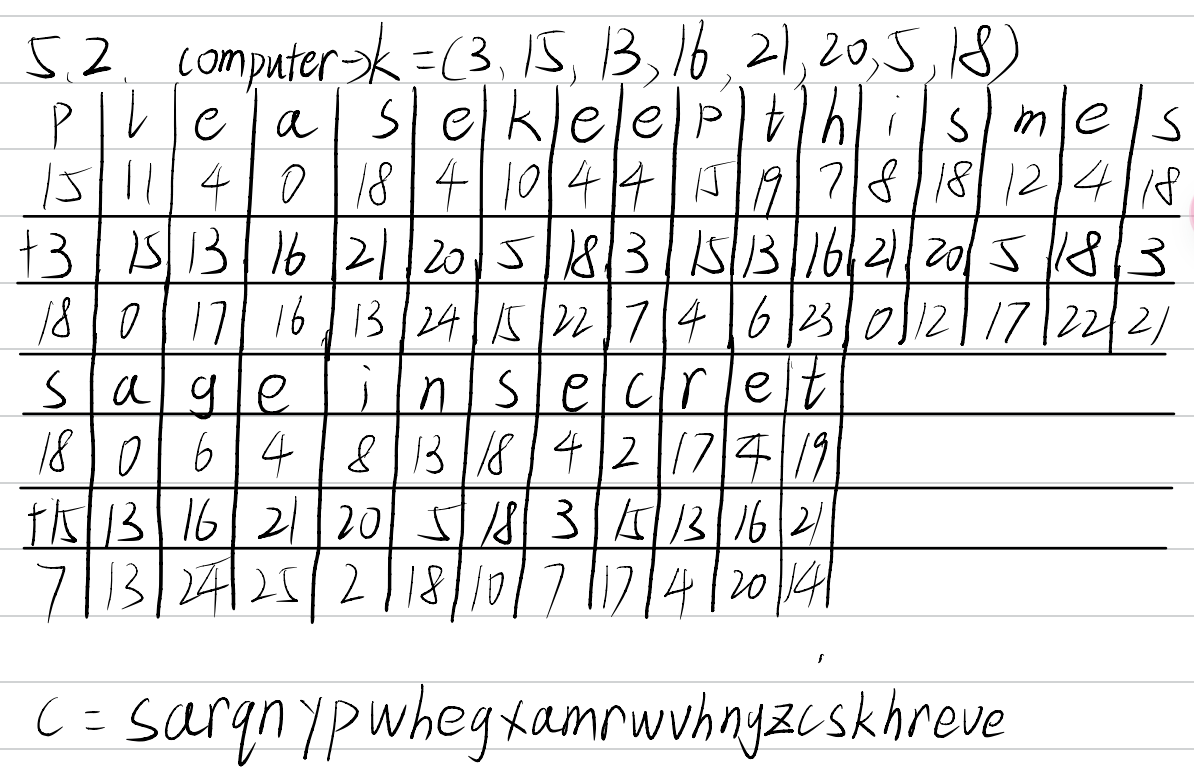 5.2. computer→k =(3, 15, 13, 16, 21, 20, 5, 18)
p l e a s e k e e p t h i s m e s
15 11 4 0 18 4 10 4 4 15 19 7 8 18 12 4 18
+3 15 13 16 21 20 5 18 3 15 13 16 21 20 5 18 3
18 0 17 16 13 24 15 22 7 4 6 23 0 12 17 22 21
s a g e i n s e c r e t
18 0 6 4 8 13 18 4 2 17 4 19
+15 13 16 21 20 5 18 3 15 13 16 21
7 13 24 25 2 18 10 7 17 4 20 14
C = sarqnypwhegxamrwvhnyzcskhreve